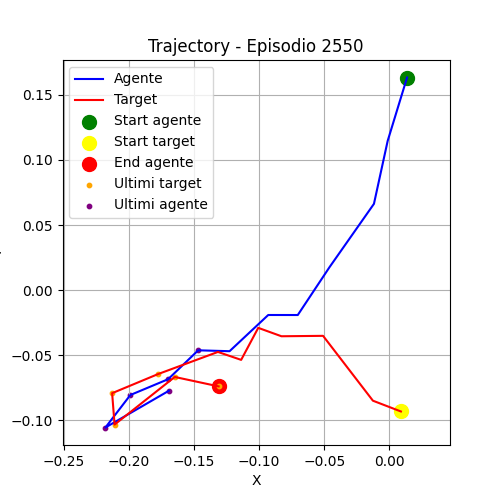 Trajectory - Episodio 2550
Agente
Target
Start agente
Start target
End agente
Ultimi target
Ultimi agente
0.15
0.10
0.05
0.00
−0.05
−0.10
−0.25
−0.20
−0.15
−0.10
−0.05
0.00
X